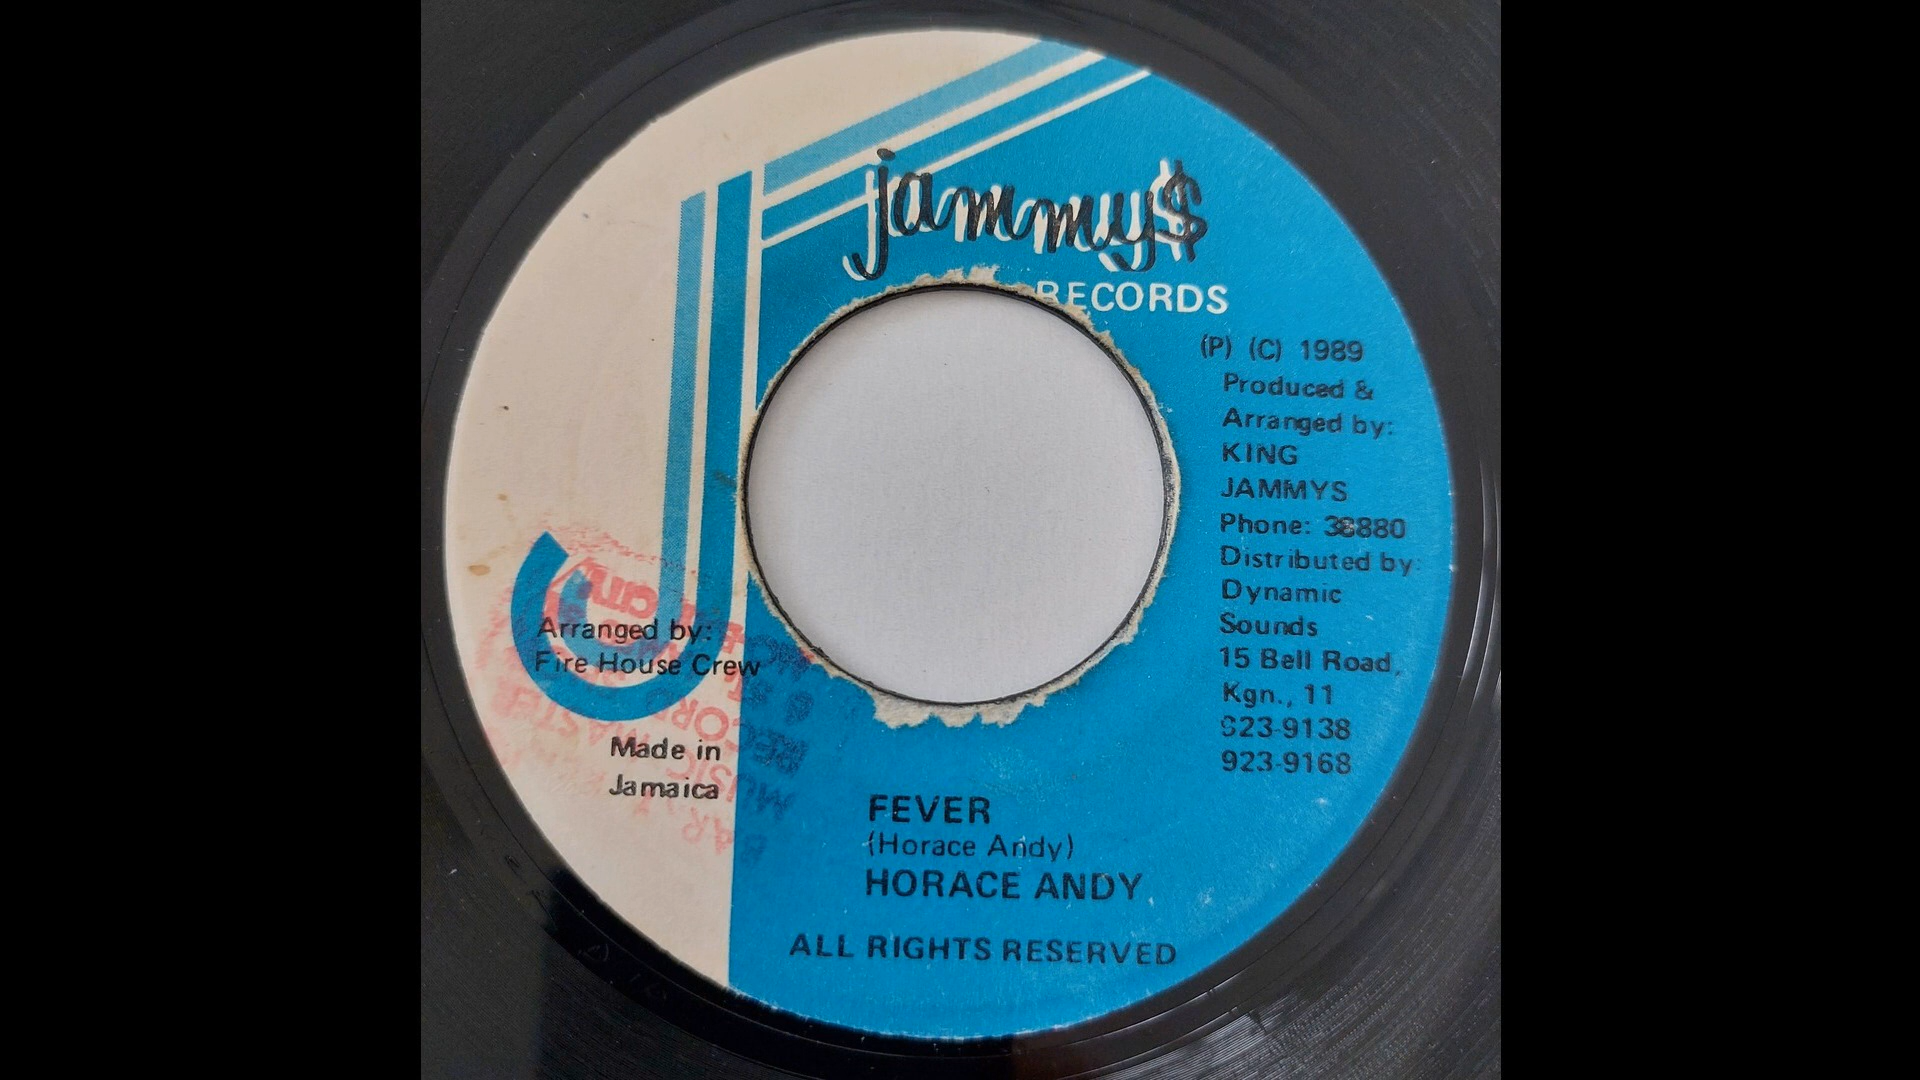 jammy$
RECORDS
(P) (C) 1989
Produced &
Arranged by:
KING
JAMMYS
Phone: 38880
Distributed by:
Dynamic
Sounds
15 Bell Road,
Kgn., 11
923-9138
923-9168
Arranged by:
Fire House Crew
Made in
Jamaica
FEVER
(Horace Andy)
HORACE ANDY
ALL RIGHTS RESERVED